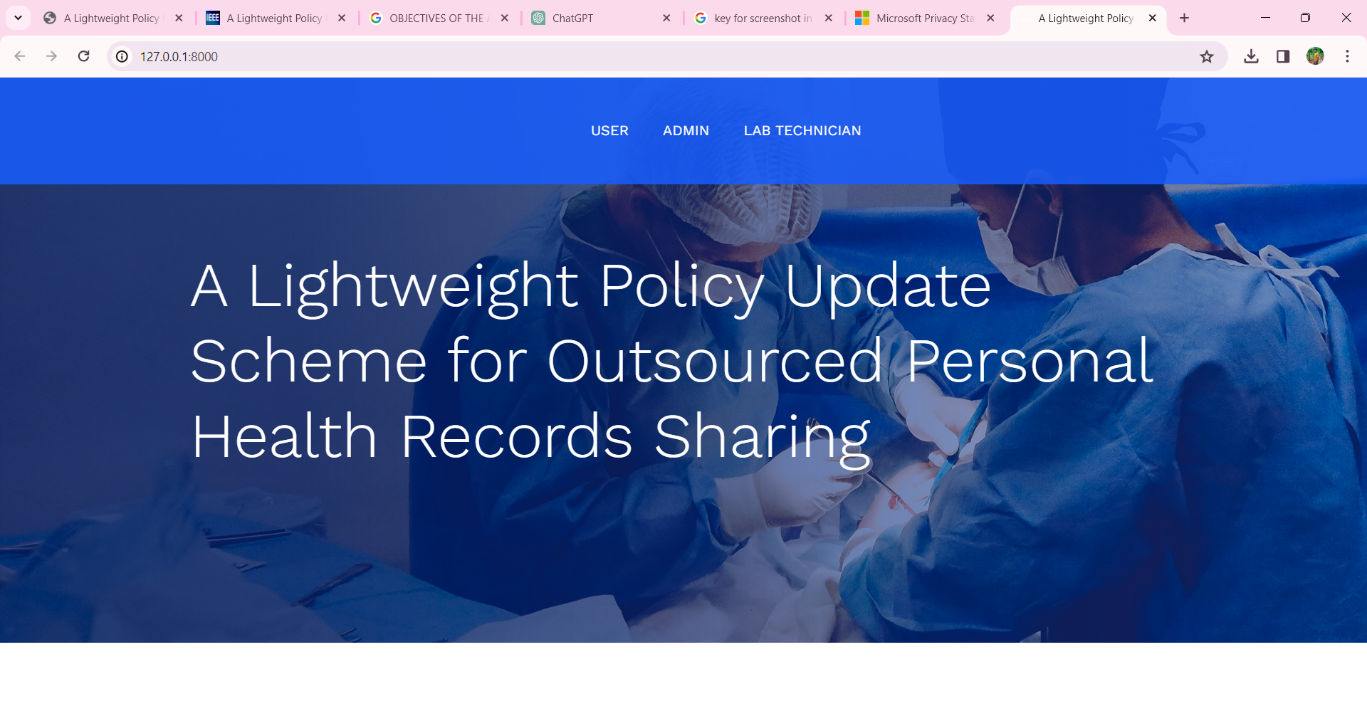 A Lightweight Policy
A Lightweight Policy
OBJECTIVES OF THE
ChatGPT
key for screenshot in
Microsoft Privacy Sta
A Lightweight Policy
127.0.0.1:8000
USER
ADMIN
LAB TECHNICIAN
A Lightweight Policy Update
Scheme for Outsourced Personal
Health Records Sharing